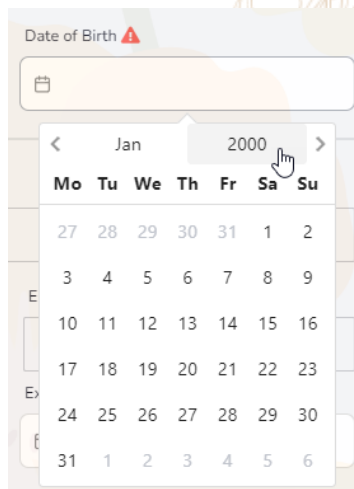 Date of Birth
Jan 2000
Mo Tu We Th Fr Sa Su
27 28 29 30 31 1 2
3 4 5 6 7 8 9
E
10 11 12 13 14 15 16
17 18 19 20 21 22 23
Ex
24 25 26 27 28 29 30
31 1 2 3 4 5 6